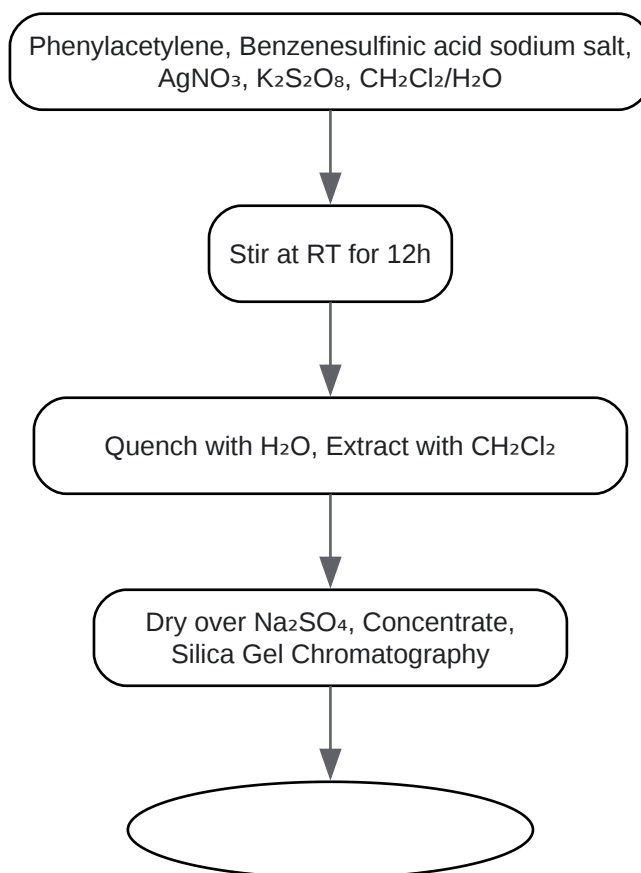 Phenylacetylene, Benzenesulfinic acid sodium salt,
AgNO₃, K₂S₂O₈, CH₂Cl₂/H₂O
Stir at RT for 12h
Quench with H₂O, Extract with CH₂Cl₂
Dry over Na₂SO₄, Concentrate,
Silica Gel Chromatography